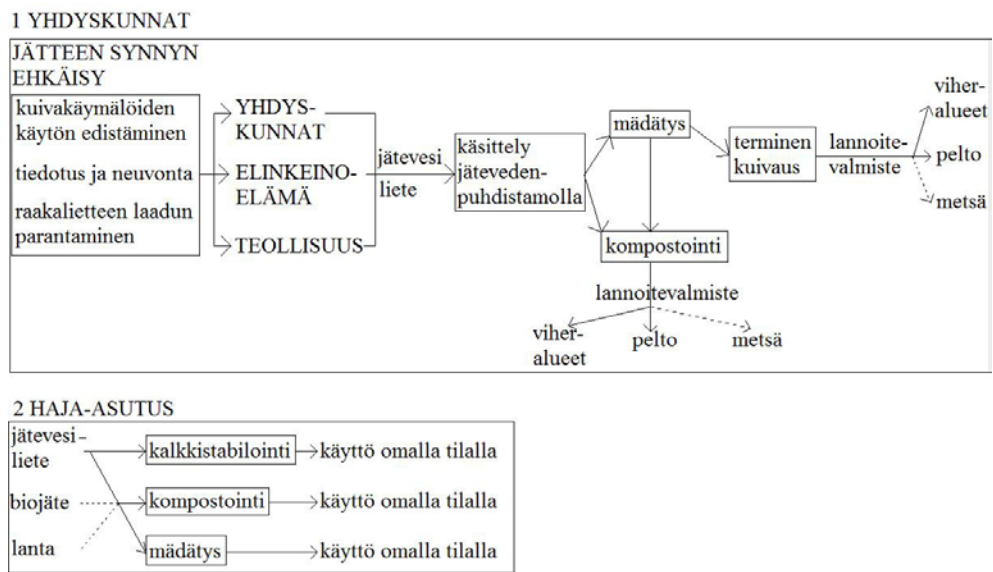 1 YHDYSKUNNAT
JÄTTEEN SYNNYN
EHKÄISY
kuivakäymälöiden
käytön edistäminen
tiedotus ja neuvonta
raakalietteen laadun
parantaminen
YHDYS-
KUNNAT
ELINKEINO-
ELÄMÄ
TEOLLISUUS
jätevesi
liete
käsittely
jäteveden-
puhdistamolla
mädätys
kompostointi
terminen
kuivaus
lannoite-
valmiste
viher-
alueet
pelto
metsä
lannoitevalmiste
viher-
alueet
pelto
metsä
2 HAJA-ASUTUS
jätevesi-
liete
kalkkistabilointi
käyttö omalla tilalla
biojäte
kompostointi
käyttö omalla tilalla
lanta
mädätys
käyttö omalla tilalla